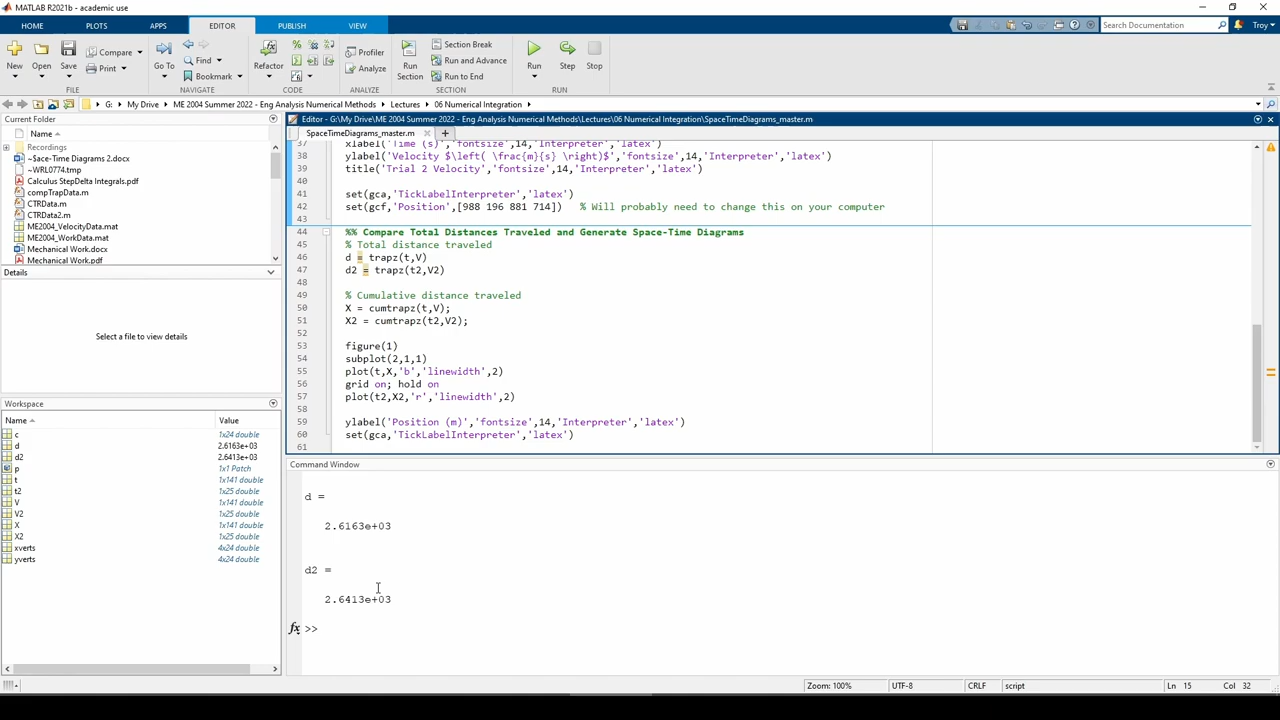 MATLAB R2021b - academic use
HOME PLOTS APPS EDITOR PUBLISH VIEW Search Documentation Troy
New Open Save Compare Print Go To Find Bookmark Refactor Profiler Analyze Run Section Section Break Run and Advance Run to End Run Step Stop
FILE NAVIGATE CODE ANALYZE SECTION RUN
G: My Drive ME 2004 Summer 2022 - Eng Analysis Numerical Methods Lectures 06 Numerical Integration
Current Folder
Name
Recordings
~$ace-Time Diagrams 2.docx
~WRL0774.tmp
Calculus StepDelta Integrals.pdf
compTrapData.m
CTRData.m
CTRData2.m
ME2004_VelocityData.mat
ME2004_WorkData.mat
Mechanical Work.docx
Mechanical Work.pdf
Details
Select a file to view details
Workspace
Name Value
c 1x24 double
d 2.6163e+03
d2 2.6413e+03
p 1x1 Patch
t 1x141 double
t2 1x25 double
V 1x141 double
V2 1x25 double
X 1x141 double
X2 1x25 double
xverts 4x24 double
yverts 4x24 double
Editor - G:\My Drive\ME 2004 Summer 2022 - Eng Analysis Numerical Methods\Lectures\06 Numerical Integration\SpaceTimeDiagrams_master.m
SpaceTimeDiagrams_master.m
37 xlabel('Time (s)','fontsize',14,'Interpreter','latex')
38 ylabel('Velocity $\left( \frac{m}{s} \right)$','fontsize',14,'Interpreter','latex')
39 title('Trial 2 Velocity','fontsize',14,'Interpreter','latex')
40
41 set(gca,'TickLabelInterpreter','latex')
42 set(gcf,'Position',[988 196 881 714]) % Will probably need to change this on your computer
43
44 %% Compare Total Distances Traveled and Generate Space-Time Diagrams
45 % Total distance traveled
46 d = trapz(t,V)
47 d2 = trapz(t2,V2)
48
49 % Cumulative distance traveled
50 X = cumtrapz(t,V);
51 X2 = cumtrapz(t2,V2);
52
53 figure(1)
54 subplot(2,1,1)
55 plot(t,X,'b','linewidth',2)
56 grid on; hold on
57 plot(t2,X2,'r','linewidth',2)
58
59 ylabel('Position (m)','fontsize',14,'Interpreter','latex')
60 set(gca,'TickLabelInterpreter','latex')
61
Command Window
d =
2.6163e+03
d2 =
2.6413e+03
fx >>
Zoom: 100% UTF-8 CRLF script Ln 15 Col 32